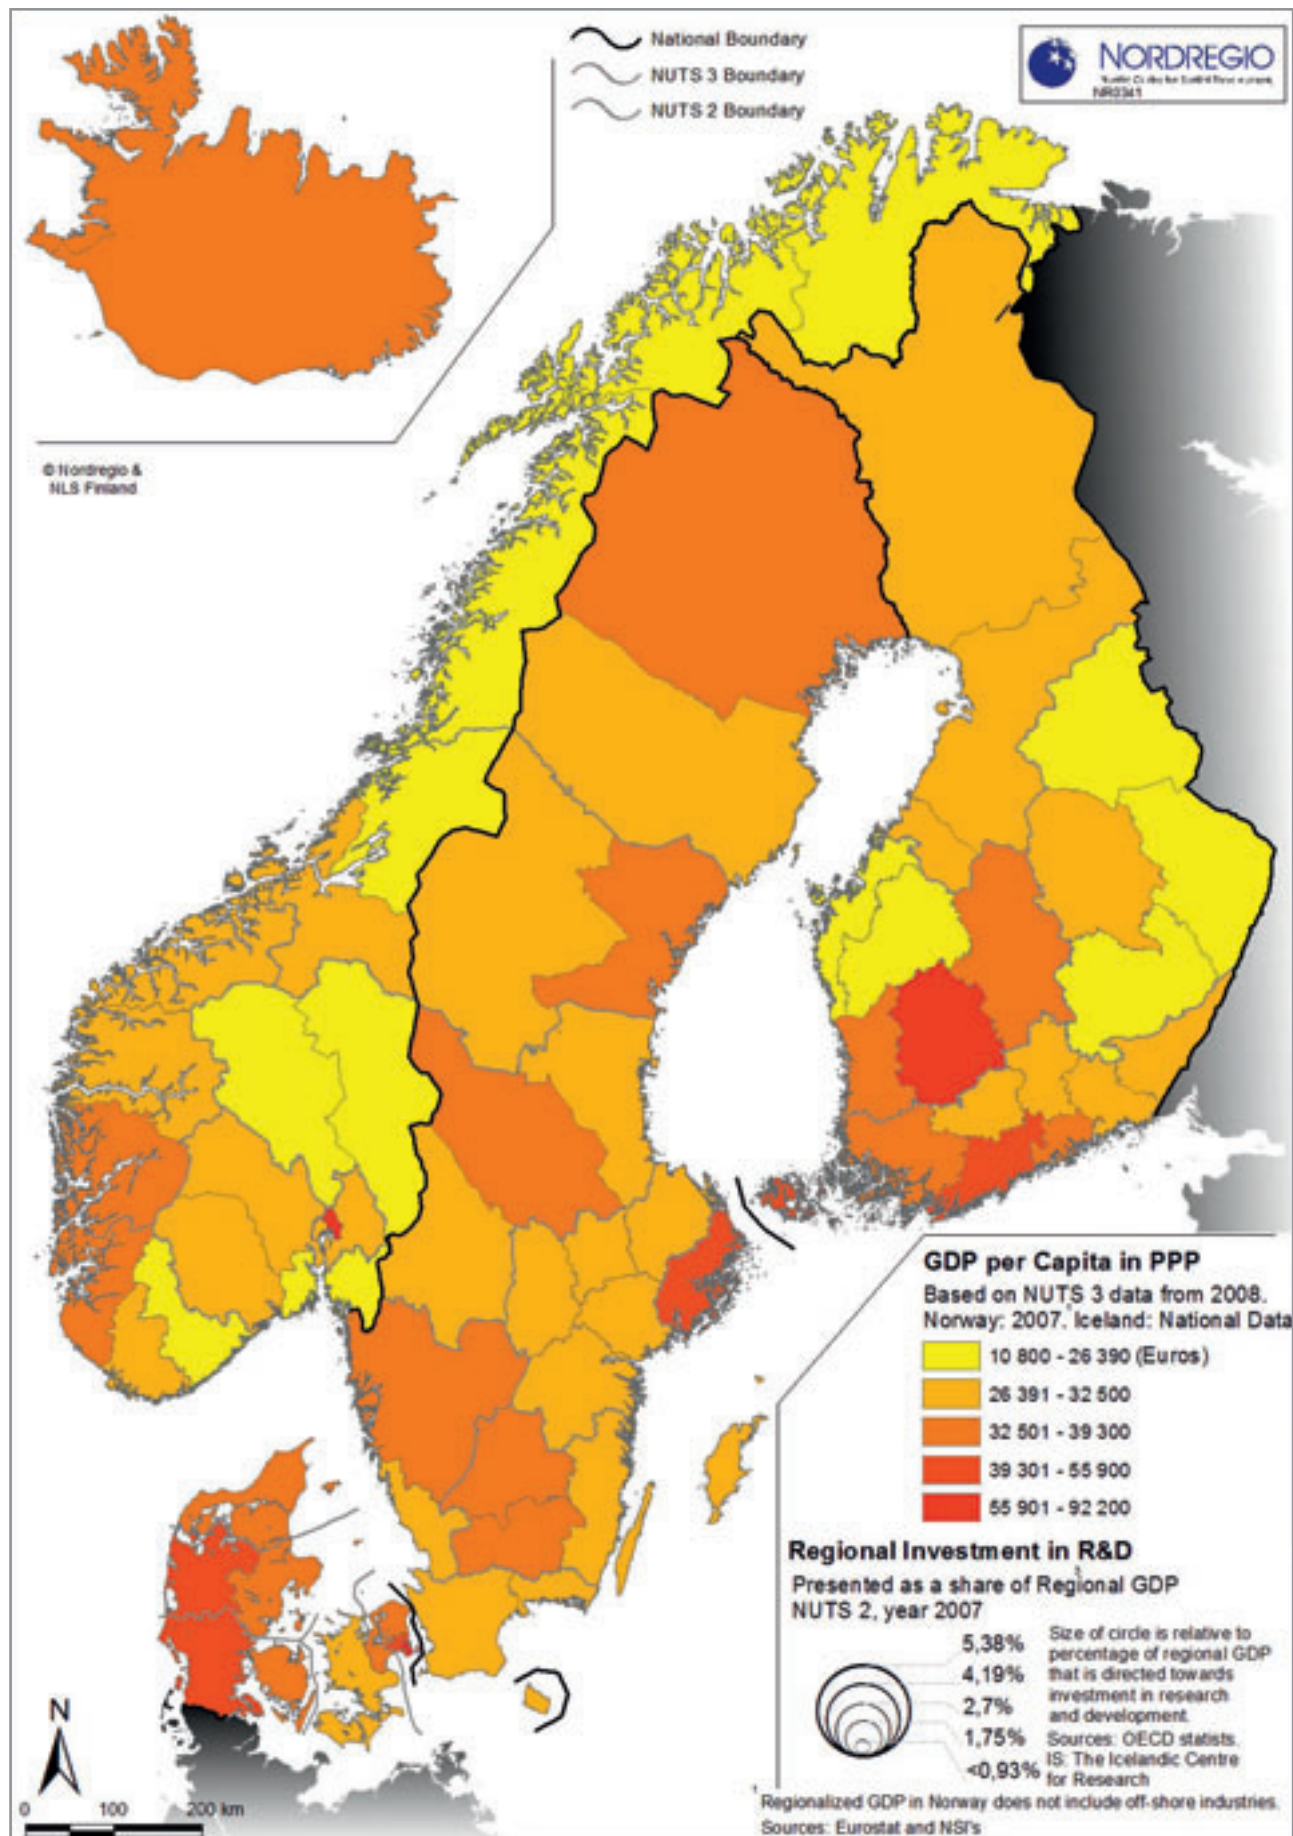 National Boundary
NUTS 3 Boundary
NUTS 2 Boundary
NORDREGIO
NR0341
© Nordregio &
NLS Finland
GDP per Capita in PPP
Based on NUTS 3 data from 2008.
Norway: 2007. Iceland: National Data
10 800 - 26 390 (Euros)
26 391 - 32 500
32 501 - 39 300
39 301 - 55 900
55 901 - 92 200
Regional Investment in R&D
Presented as a share of Regional GDP
NUTS 2, year 2007
5,38%
4,19%
2,7%
1,75%
<0,93%
Size of circle is relative to
percentage of regional GDP
that is directed towards
investment in research
and development.
Sources: OECD statists.
IS: The Icelandic Centre
for Research
Regionalized GDP in Norway does not include off-shore industries.
Sources: Eurostat and NSI's
N
0 100 200 km